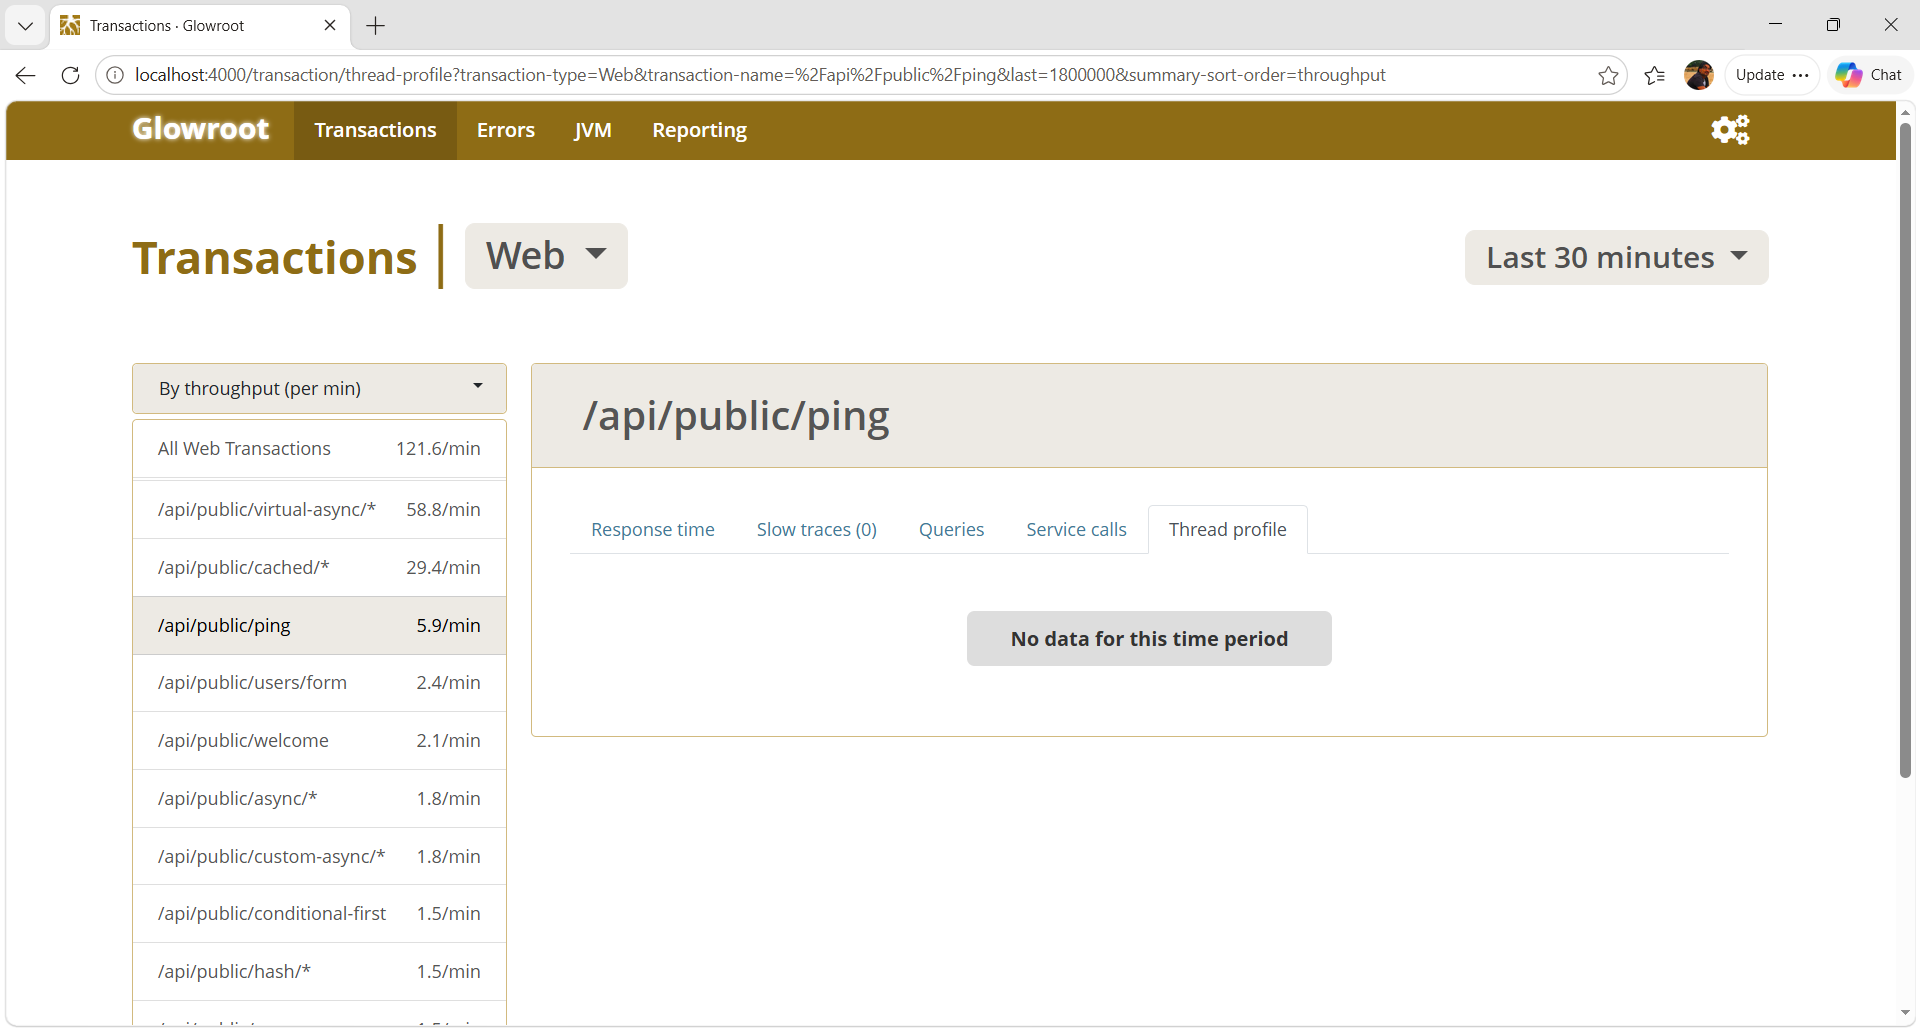 Transactions · Glowroot
localhost:4000/transaction/thread-profile?transaction-type=Web&transaction-name=%2Fapi%2Fpublic%2Fping&last=1800000&summary-sort-order=throughput
Update
Chat
Glowroot
Transactions
Errors
JVM
Reporting
Transactions
Web
Last 30 minutes
By throughput (per min)
All Web Transactions 121.6/min
/api/public/virtual-async/* 58.8/min
/api/public/cached/* 29.4/min
/api/public/ping 5.9/min
/api/public/users/form 2.4/min
/api/public/welcome 2.1/min
/api/public/async/* 1.8/min
/api/public/custom-async/* 1.8/min
/api/public/conditional-first 1.5/min
/api/public/hash/* 1.5/min
/api/public/ping
Response time
Slow traces (0)
Queries
Service calls
Thread profile
No data for this time period